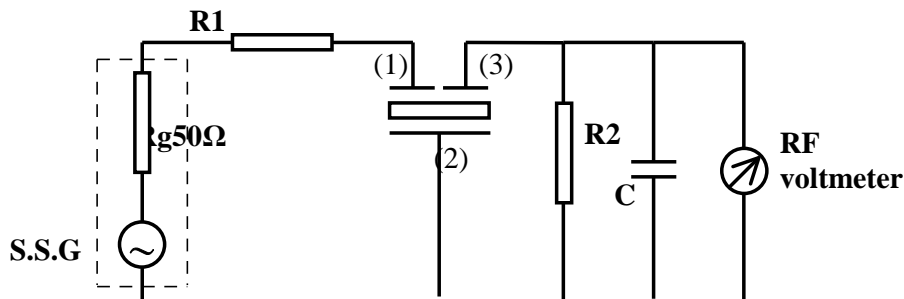 R1
(1)
(3)
Rg50Ω
R2
RF
voltmeter
(2)
C
S.S.G
~